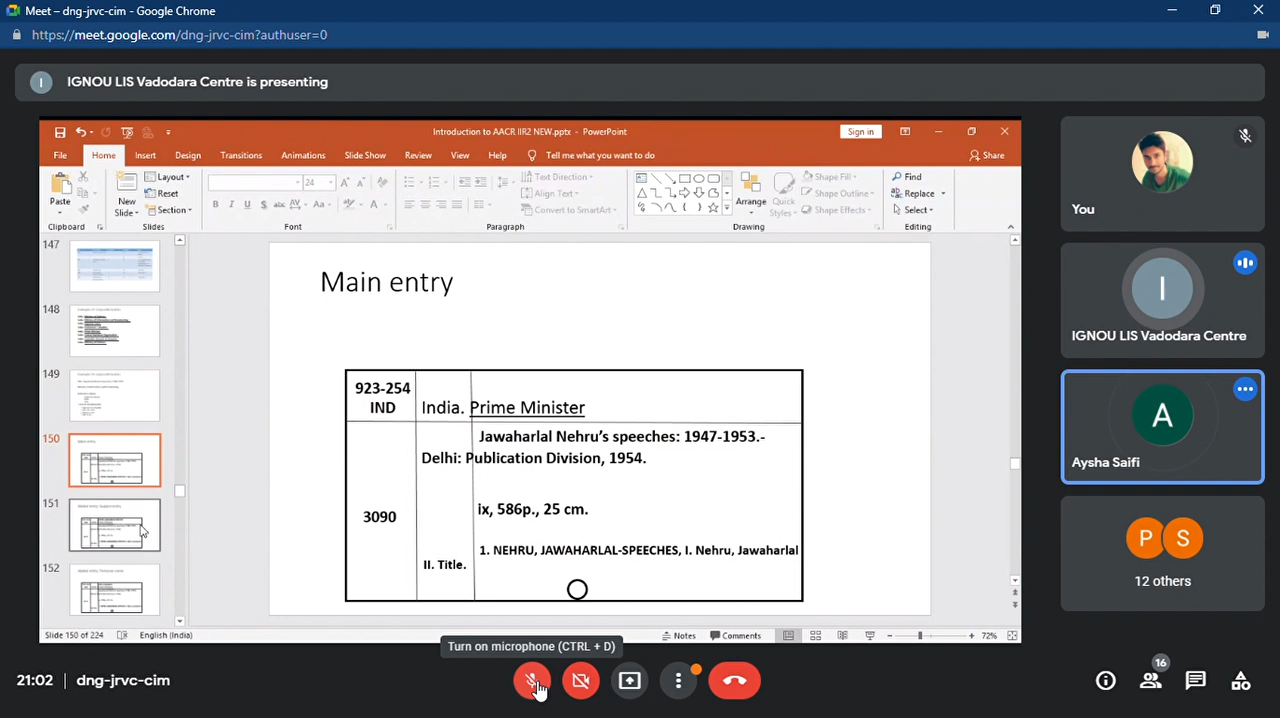 Meet – dng-jrvc-cim - Google Chrome
https://meet.google.com/dng-jrvc-cim?authuser=0
I IGNOU LIS Vadodara Centre is presenting
Introduction to AACR IIR2 NEW.pptx - PowerPoint
Sign in
File Home Insert Design Transitions Animations Slide Show Review View Help Tell me what you want to do Share
Paste
New Slide
Layout
Reset
Section
24
B I U S abc AV
Aa A
Text Direction
Align Text
Convert to SmartArt
Arrange
Quick Styles
Shape Fill
Shape Outline
Shape Effects
Find
Replace
Select
Clipboard Slides Font Paragraph Drawing Editing
147
148
149
150
151
152
Main entry
923-254
IND
India. Prime Minister
Jawaharlal Nehru’s speeches: 1947-1953.-
Delhi: Publication Division, 1954.
3090
ix, 586p., 25 cm.
1. NEHRU, JAWAHARLAL-SPEECHES, I. Nehru, Jawaharlal
II. Title.
Slide 150 of 224 English (India) Notes Comments 72%
You
I
IGNOU LIS Vadodara Centre
A
Aysha Saifi
P S
12 others
Turn on microphone (CTRL + D)
21:02 | dng-jrvc-cim
16